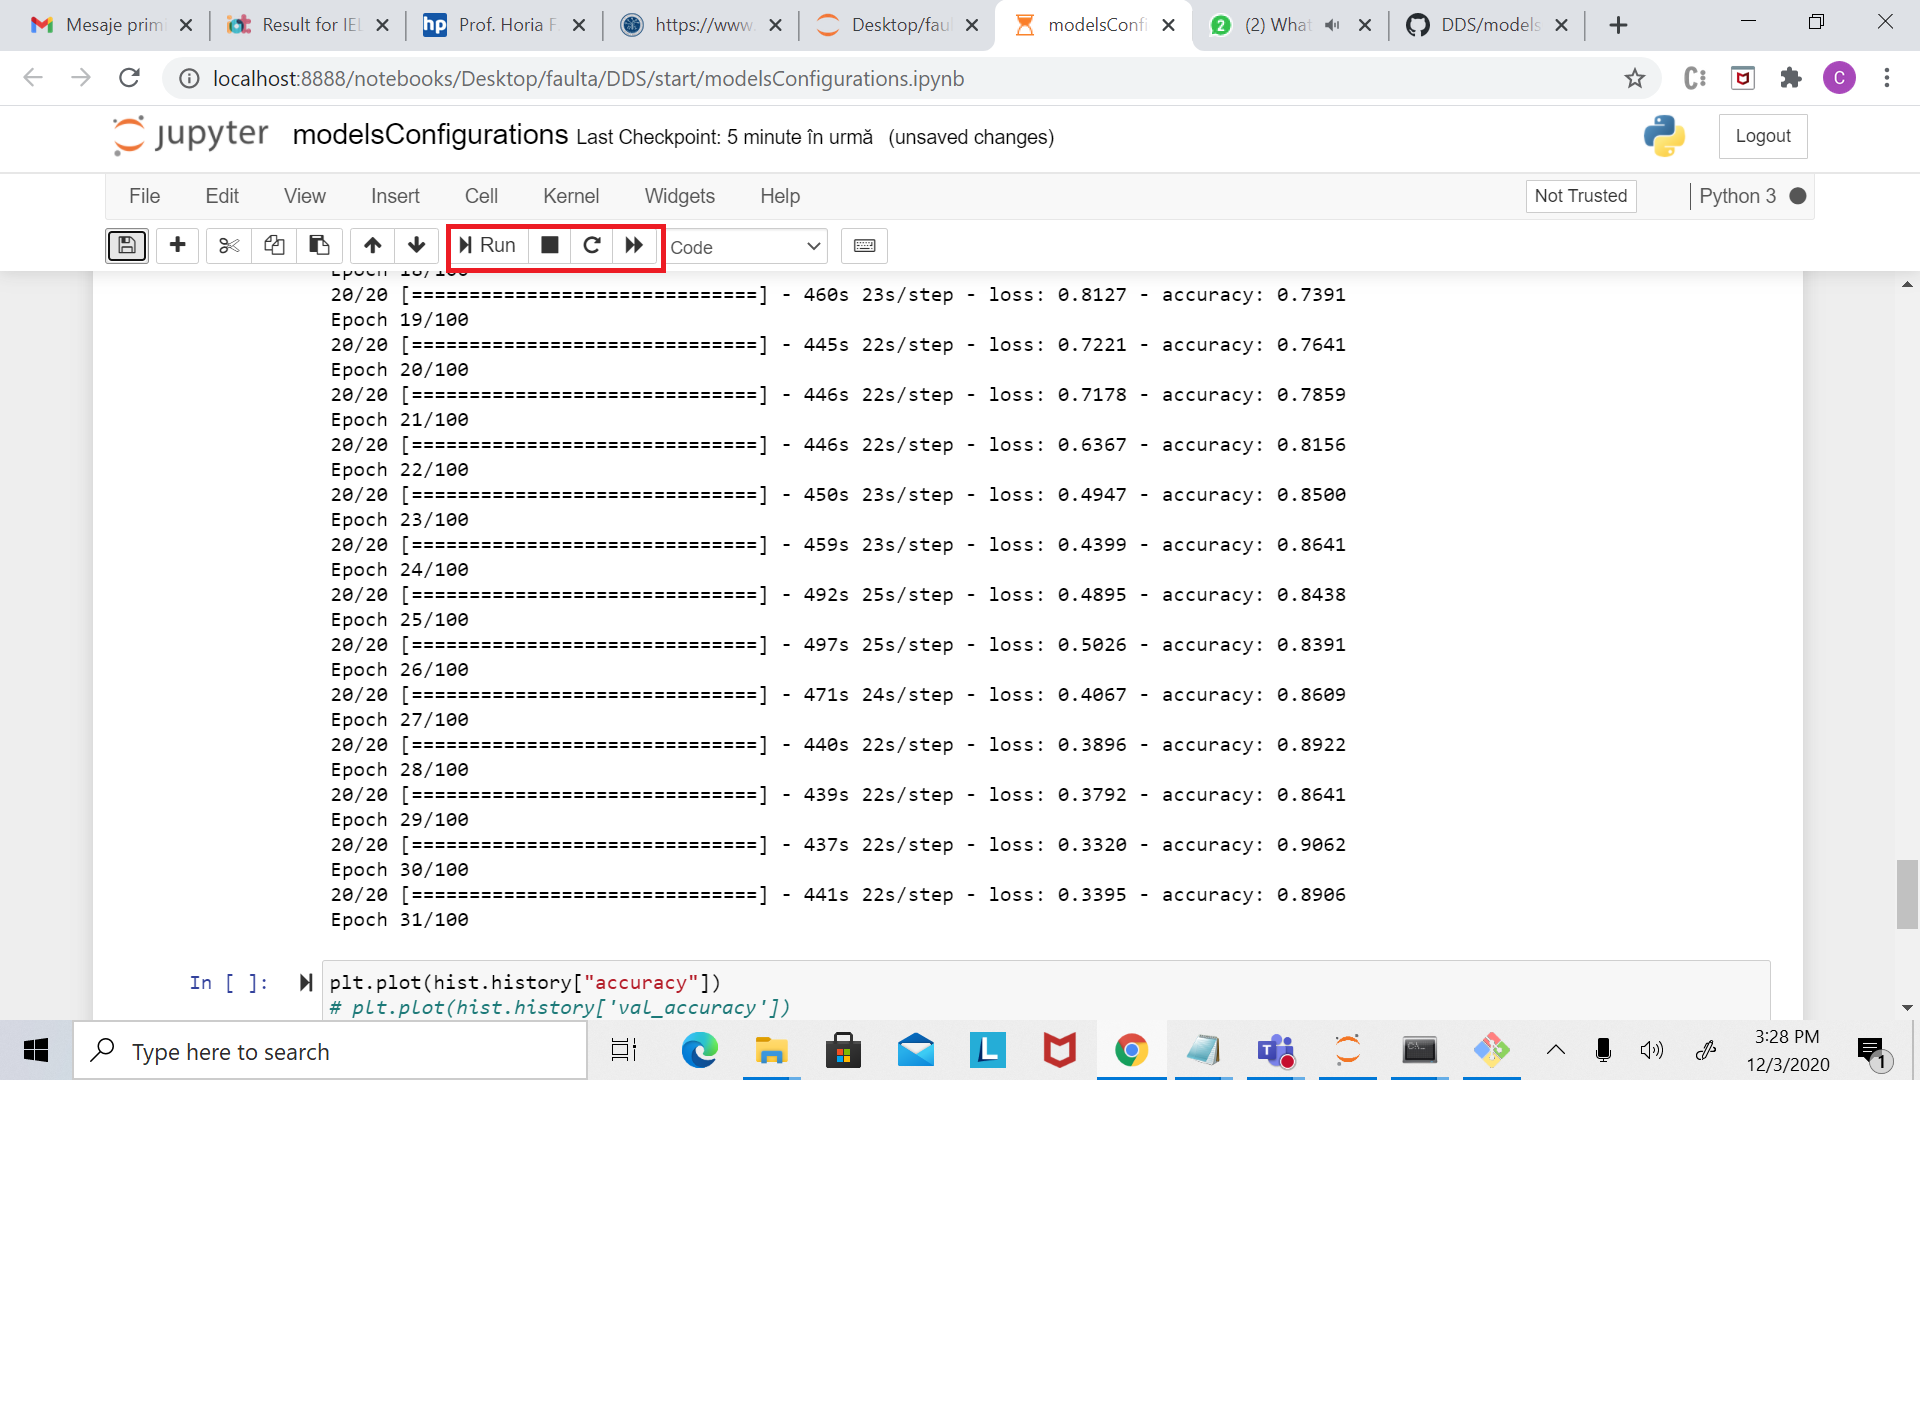 Mesaje prim
Result for IEL
hp Prof. Horia F
https://www.
Desktop/faul
modelsConfi
2 (2) What
DDS/models
localhost:8888/notebooks/Desktop/faulta/DDS/start/modelsConfigurations.ipynb
C
jupyter modelsConfigurations Last Checkpoint: 5 minute în urmă (unsaved changes)
Logout
File Edit View Insert Cell Kernel Widgets Help
Not Trusted
Python 3
Run
Code
Epoch 18/100
20/20 [==============================] - 460s 23s/step - loss: 0.8127 - accuracy: 0.7391
Epoch 19/100
20/20 [==============================] - 445s 22s/step - loss: 0.7221 - accuracy: 0.7641
Epoch 20/100
20/20 [==============================] - 446s 22s/step - loss: 0.7178 - accuracy: 0.7859
Epoch 21/100
20/20 [==============================] - 446s 22s/step - loss: 0.6367 - accuracy: 0.8156
Epoch 22/100
20/20 [==============================] - 450s 23s/step - loss: 0.4947 - accuracy: 0.8500
Epoch 23/100
20/20 [==============================] - 459s 23s/step - loss: 0.4399 - accuracy: 0.8641
Epoch 24/100
20/20 [==============================] - 492s 25s/step - loss: 0.4895 - accuracy: 0.8438
Epoch 25/100
20/20 [==============================] - 497s 25s/step - loss: 0.5026 - accuracy: 0.8391
Epoch 26/100
20/20 [==============================] - 471s 24s/step - loss: 0.4067 - accuracy: 0.8609
Epoch 27/100
20/20 [==============================] - 440s 22s/step - loss: 0.3896 - accuracy: 0.8922
Epoch 28/100
20/20 [==============================] - 439s 22s/step - loss: 0.3792 - accuracy: 0.8641
Epoch 29/100
20/20 [==============================] - 437s 22s/step - loss: 0.3320 - accuracy: 0.9062
Epoch 30/100
20/20 [==============================] - 441s 22s/step - loss: 0.3395 - accuracy: 0.8906
Epoch 31/100
In [ ]: plt.plot(hist.history["accuracy"])
# plt.plot(hist.history['val_accuracy'])
Type here to search
L
T
3:28 PM
12/3/2020
1